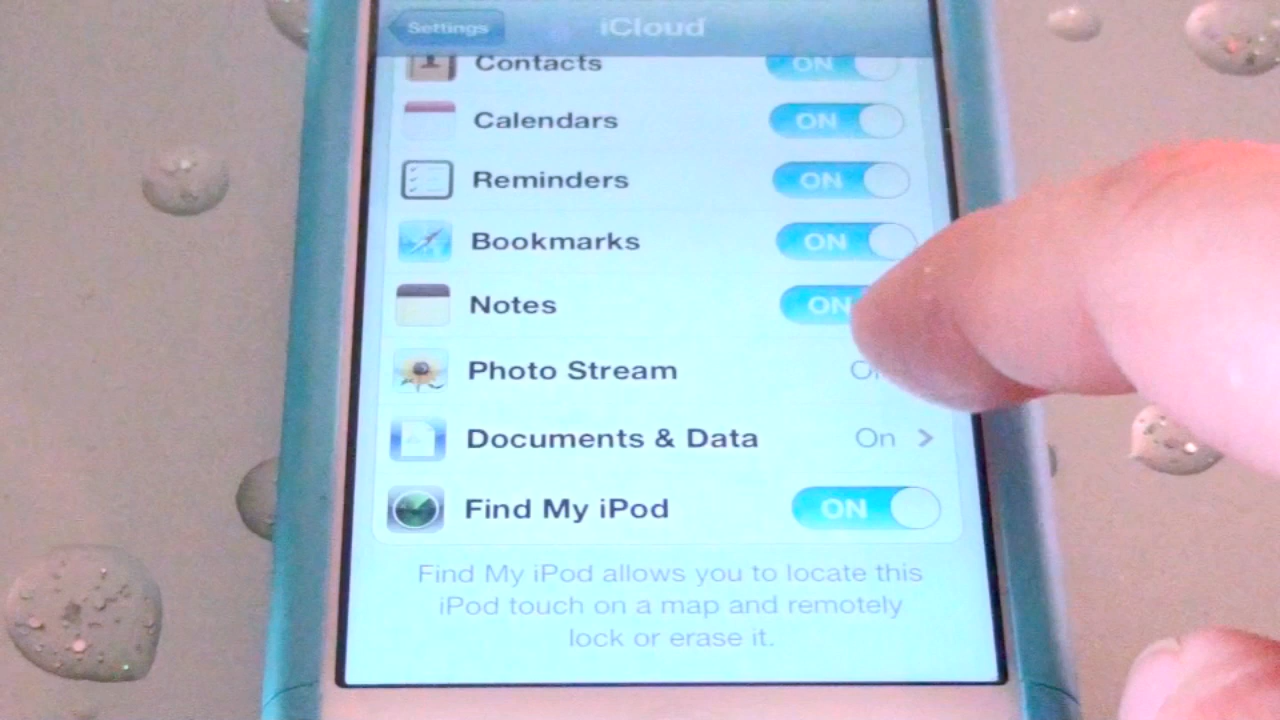 Settings iCloud
Contacts ON
Calendars ON
Reminders ON
Bookmarks ON
Notes ON
Photo Stream
Documents & Data On
Find My iPod ON
Find My iPod allows you to locate this
iPod touch on a map and remotely
lock or erase it.